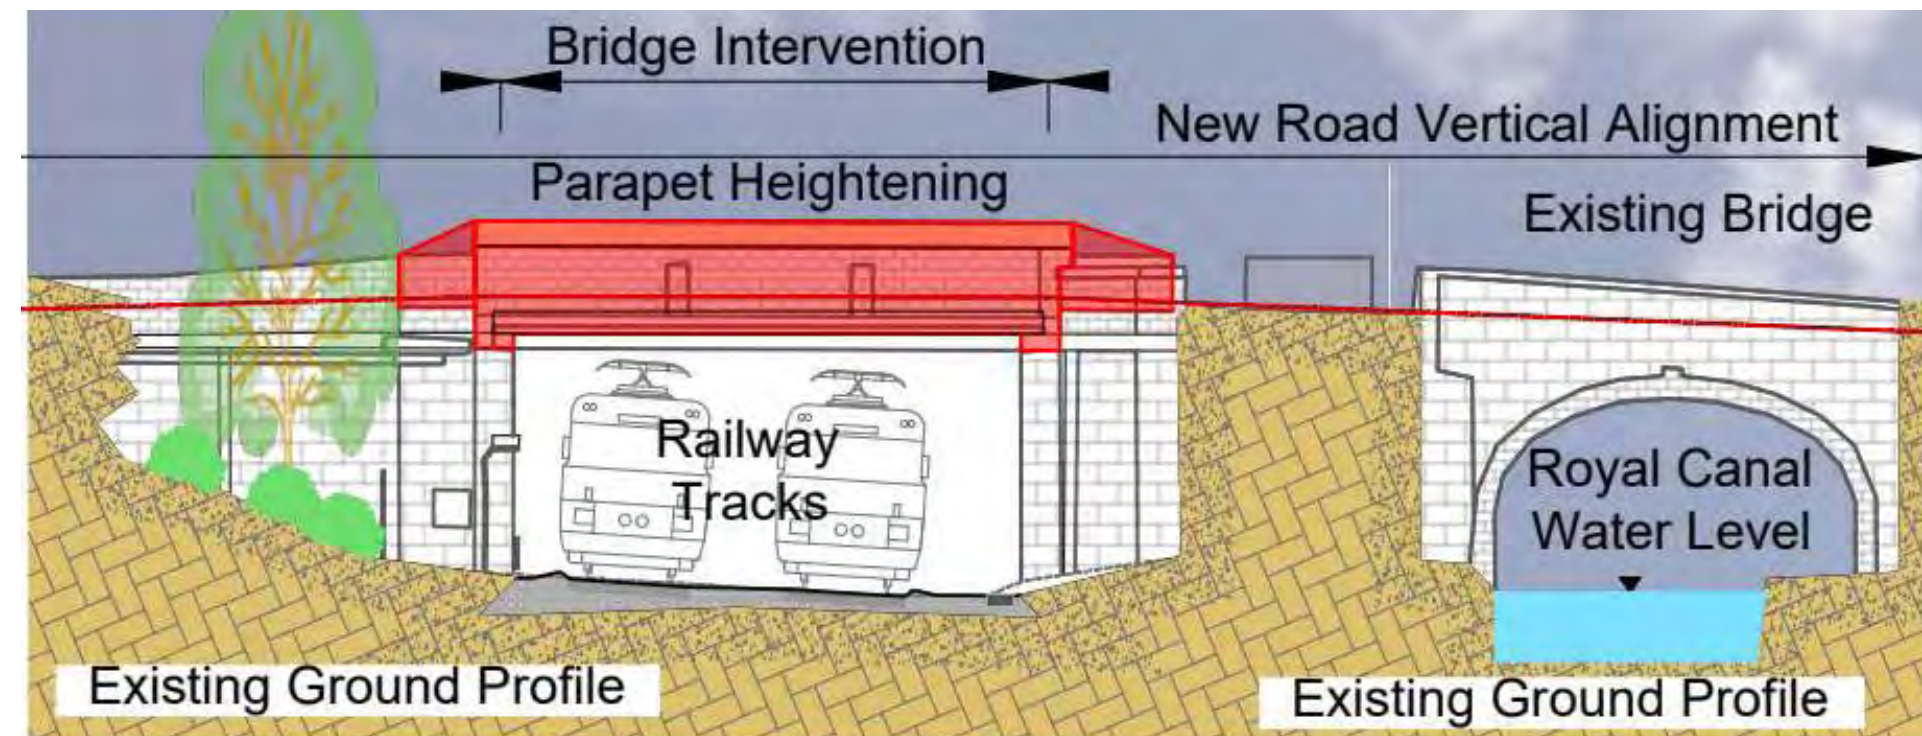 Bridge Intervention
New Road Vertical Alignment
Parapet Heightening
Existing Bridge
Railway
Tracks
Royal Canal
Water Level
Existing Ground Profile
Existing Ground Profile